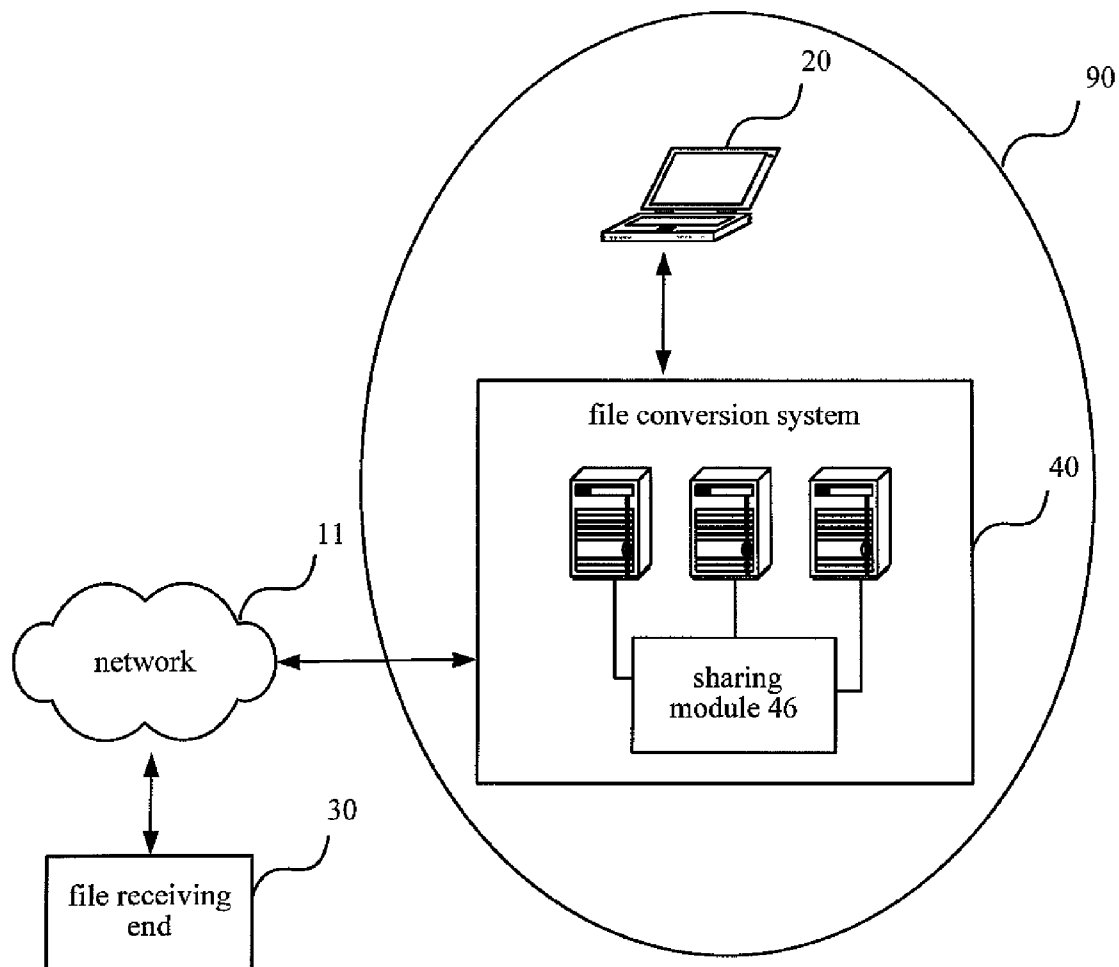 20
90
file conversion system
40
11
network
sharing
module 46
30
file receiving
end